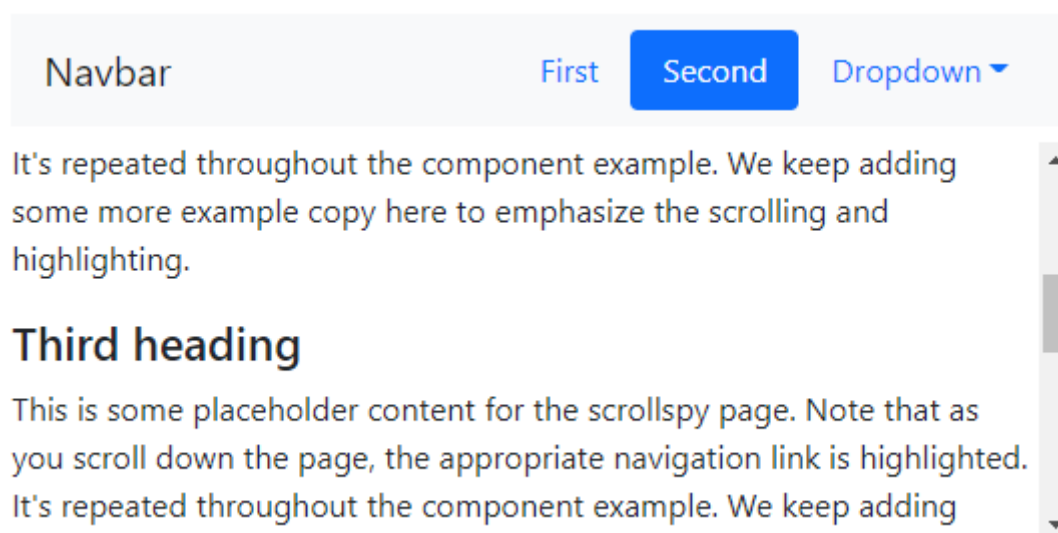 Navbar First Second Dropdown
It's repeated throughout the component example. We keep adding
some more example copy here to emphasize the scrolling and
highlighting.
Third heading
This is some placeholder content for the scrollspy page. Note that as
you scroll down the page, the appropriate navigation link is highlighted.
It's repeated throughout the component example. We keep adding